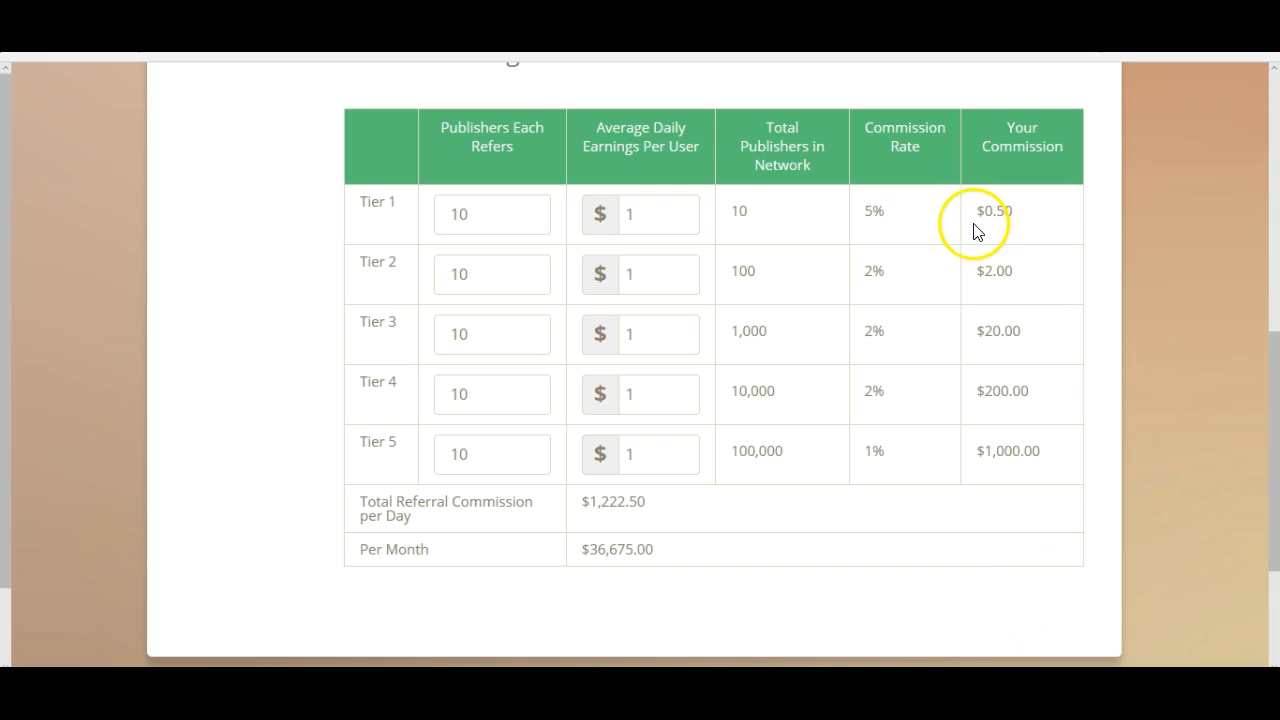 Publishers Each
Refers
Average Daily
Earnings Per User
Total
Publishers in
Network
Commission
Rate
Your
Commission
Tier 1 10 $ 1 10 5% $0.50
Tier 2 10 $ 1 100 2% $2.00
Tier 3 10 $ 1 1,000 2% $20.00
Tier 4 10 $ 1 10,000 2% $200.00
Tier 5 10 $ 1 100,000 1% $1,000.00
Total Referral Commission
per Day
$1,222.50
Per Month $36,675.00